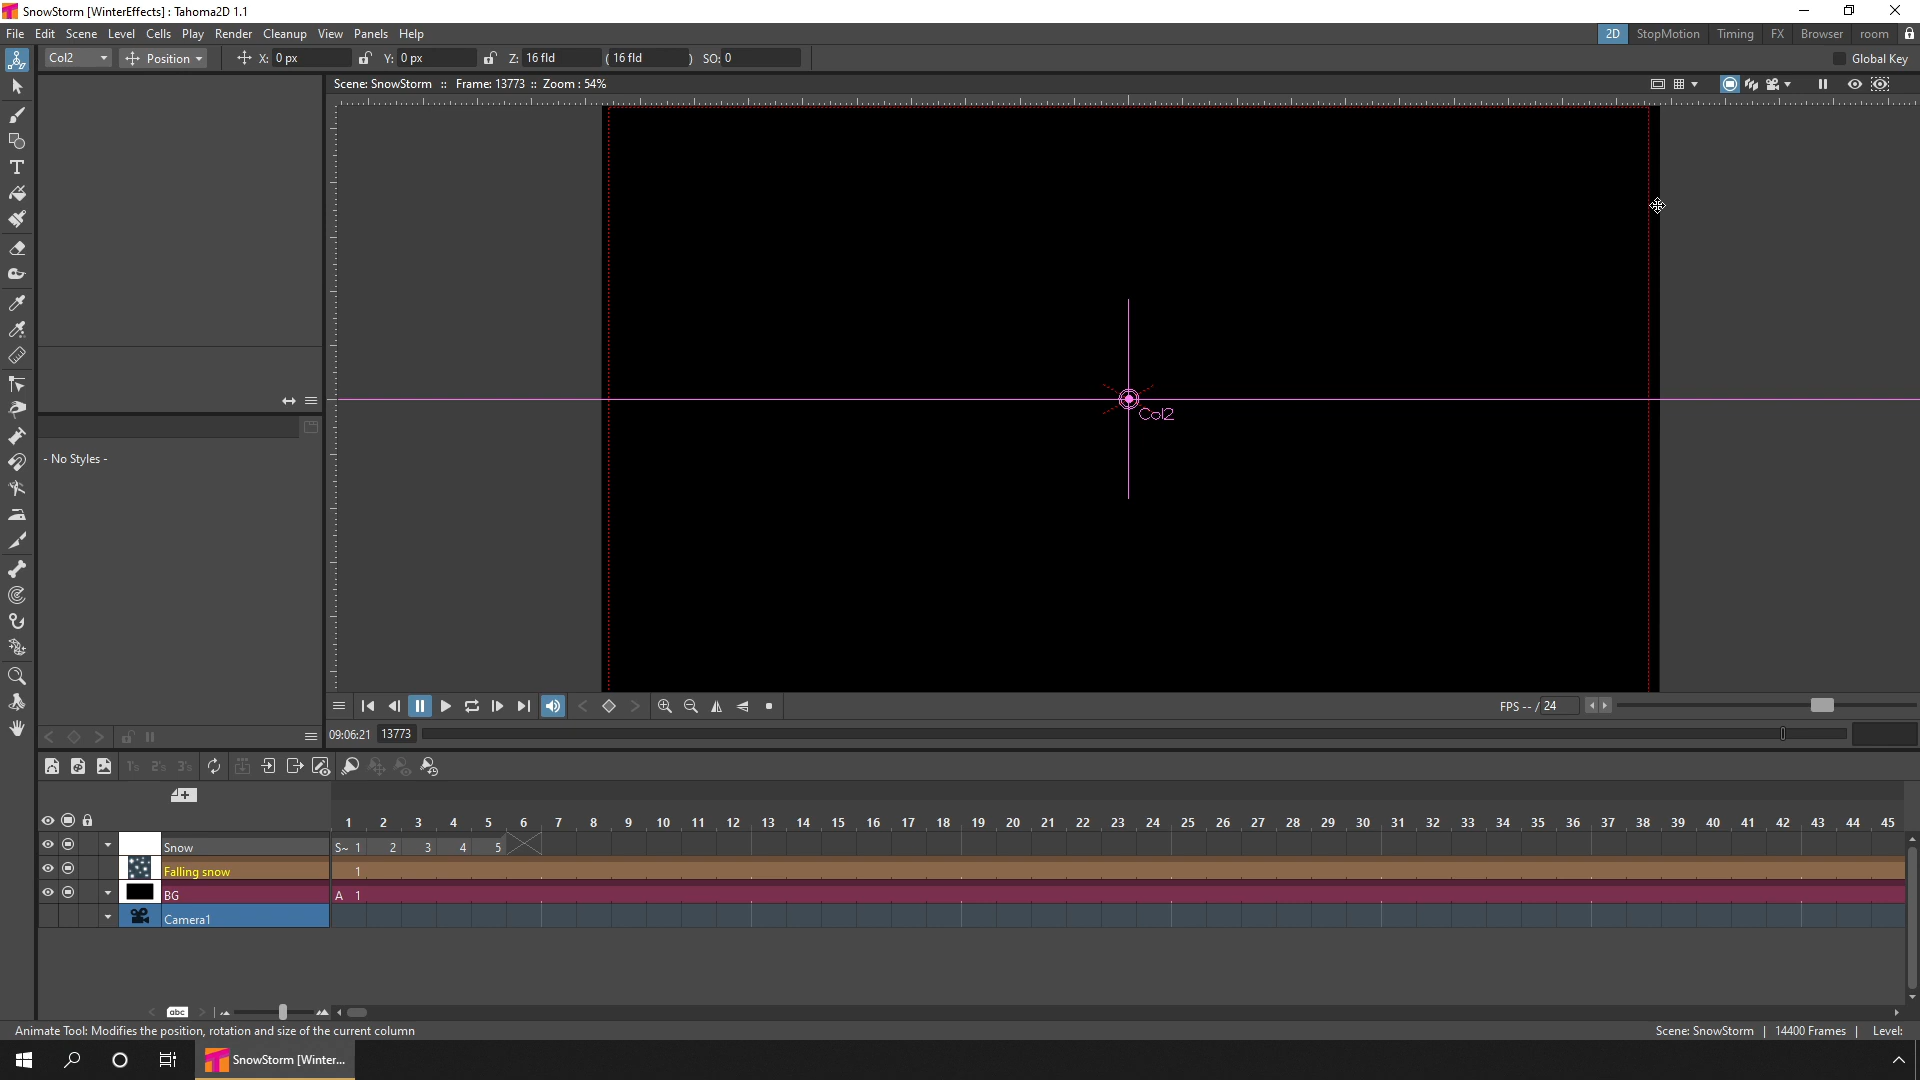 SnowStorm [WinterEffects] : Tahoma2D 1.1
File Edit Scene Level Cells Play Render Cleanup View Panels Help
2D StopMotion Timing FX Browser room
Col2 Position X: 0 px Y: 0 px Z: 16 fld ( 16 fld ) SO: 0 Global Key
Scene: SnowStorm :: Frame: 13773 :: Zoom : 54%
Col2
- No Styles -
FPS -- / 24
09:06:21 13773
1's 2's 3's
1 2 3 4 5 6 7 8 9 10 11 12 13 14 15 16 17 18 19 20 21 22 23 24 25 26 27 28 29 30 31 32 33 34 35 36 37 38 39 40 41 42 43 44 45
Snow S~ 1 2 3 4 5
Falling snow 1
BG A 1
Camera1
abc
Animate Tool: Modifies the position, rotation and size of the current column
Scene: SnowStorm | 14400 Frames | Level:
SnowStorm [Winter...